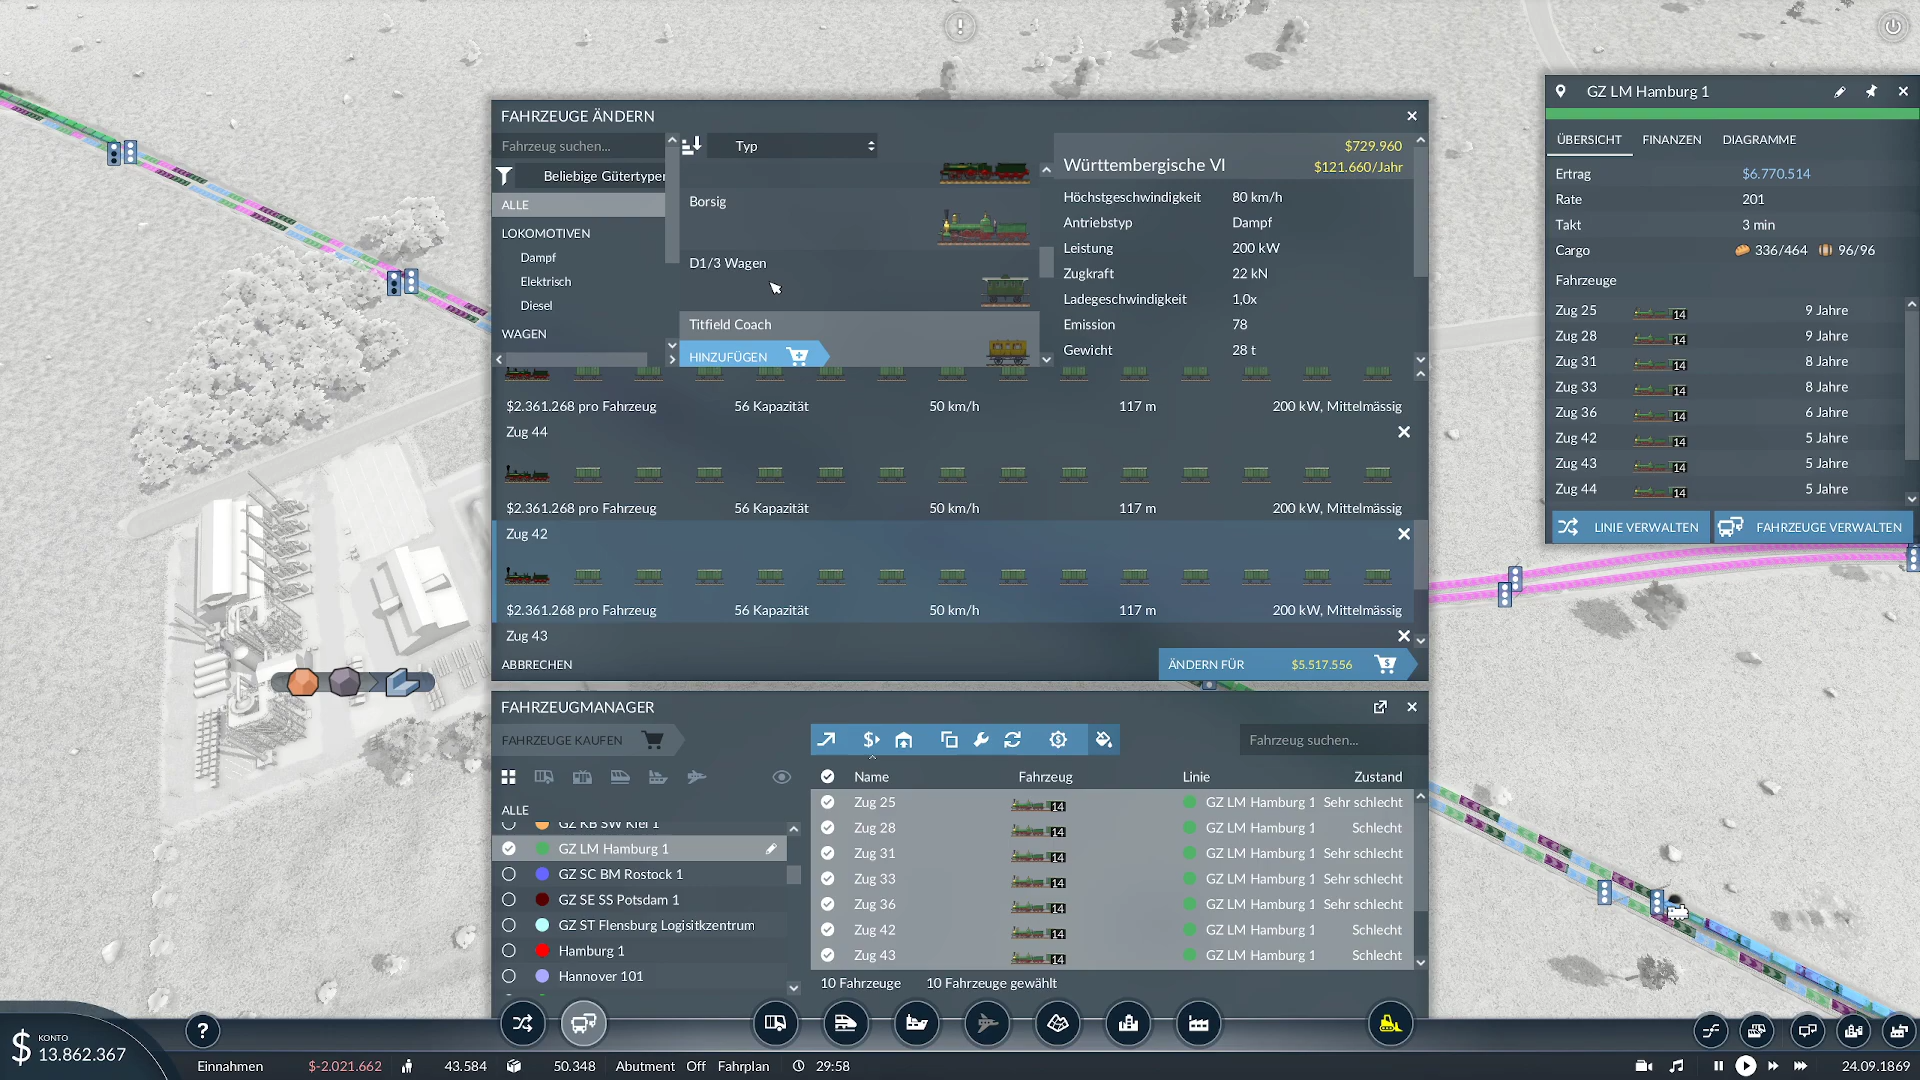 FAHRZEUGE ÄNDERN
Fahrzeug suchen...
Typ
Beliebige Gütertypen
ALLE
LOKOMOTIVEN
Dampf
Elektrisch
Diesel
WAGEN
Borsig
D1/3 Wagen
Titfield Coach
HINZUFÜGEN
Württembergische VI
$729.960
$121.660/Jahr
Höchstgeschwindigkeit 80 km/h
Antriebstyp Dampf
Leistung 200 kW
Zugkraft 22 kN
Ladegeschwindigkeit 1,0x
Emission 78
Gewicht 28 t
$2.361.268 pro Fahrzeug 56 Kapazität 50 km/h 117 m 200 kW, Mittelmässig
Zug 44
$2.361.268 pro Fahrzeug 56 Kapazität 50 km/h 117 m 200 kW, Mittelmässig
Zug 42
$2.361.268 pro Fahrzeug 56 Kapazität 50 km/h 117 m 200 kW, Mittelmässig
Zug 43
ABBRECHEN
ÄNDERN FÜR $5.517.556
GZ LM Hamburg 1
ÜBERSICHT FINANZEN DIAGRAMME
Ertrag $6.770.514
Rate 201
Takt 3 min
Cargo 336/464 96/96
Fahrzeuge
Zug 25 14 9 Jahre
Zug 28 14 9 Jahre
Zug 31 14 8 Jahre
Zug 33 14 8 Jahre
Zug 36 14 6 Jahre
Zug 42 14 5 Jahre
Zug 43 14 5 Jahre
Zug 44 14 5 Jahre
LINIE VERWALTEN
FAHRZEUGE VERWALTEN
FAHRZEUGMANAGER
FAHRZEUGE KAUFEN
Fahrzeug suchen...
ALLE
GZ KB SW Kiel 1
GZ LM Hamburg 1
GZ SC BM Rostock 1
GZ SE SS Potsdam 1
GZ ST Flensburg Logisitkzentrum
Hamburg 1
Hannover 101
Name Fahrzeug Linie Zustand
Zug 25 14 GZ LM Hamburg 1 Sehr schlecht
Zug 28 14 GZ LM Hamburg 1 Schlecht
Zug 31 14 GZ LM Hamburg 1 Sehr schlecht
Zug 33 14 GZ LM Hamburg 1 Sehr schlecht
Zug 36 14 GZ LM Hamburg 1 Sehr schlecht
Zug 42 14 GZ LM Hamburg 1 Schlecht
Zug 43 14 GZ LM Hamburg 1 Schlecht
10 Fahrzeuge 10 Fahrzeuge gewählt
$ KONTO
13.862.367
?
Einnahmen $-2.021.662 43.584 50.348 Abutment Off Fahrplan 29:58
24.09.1869